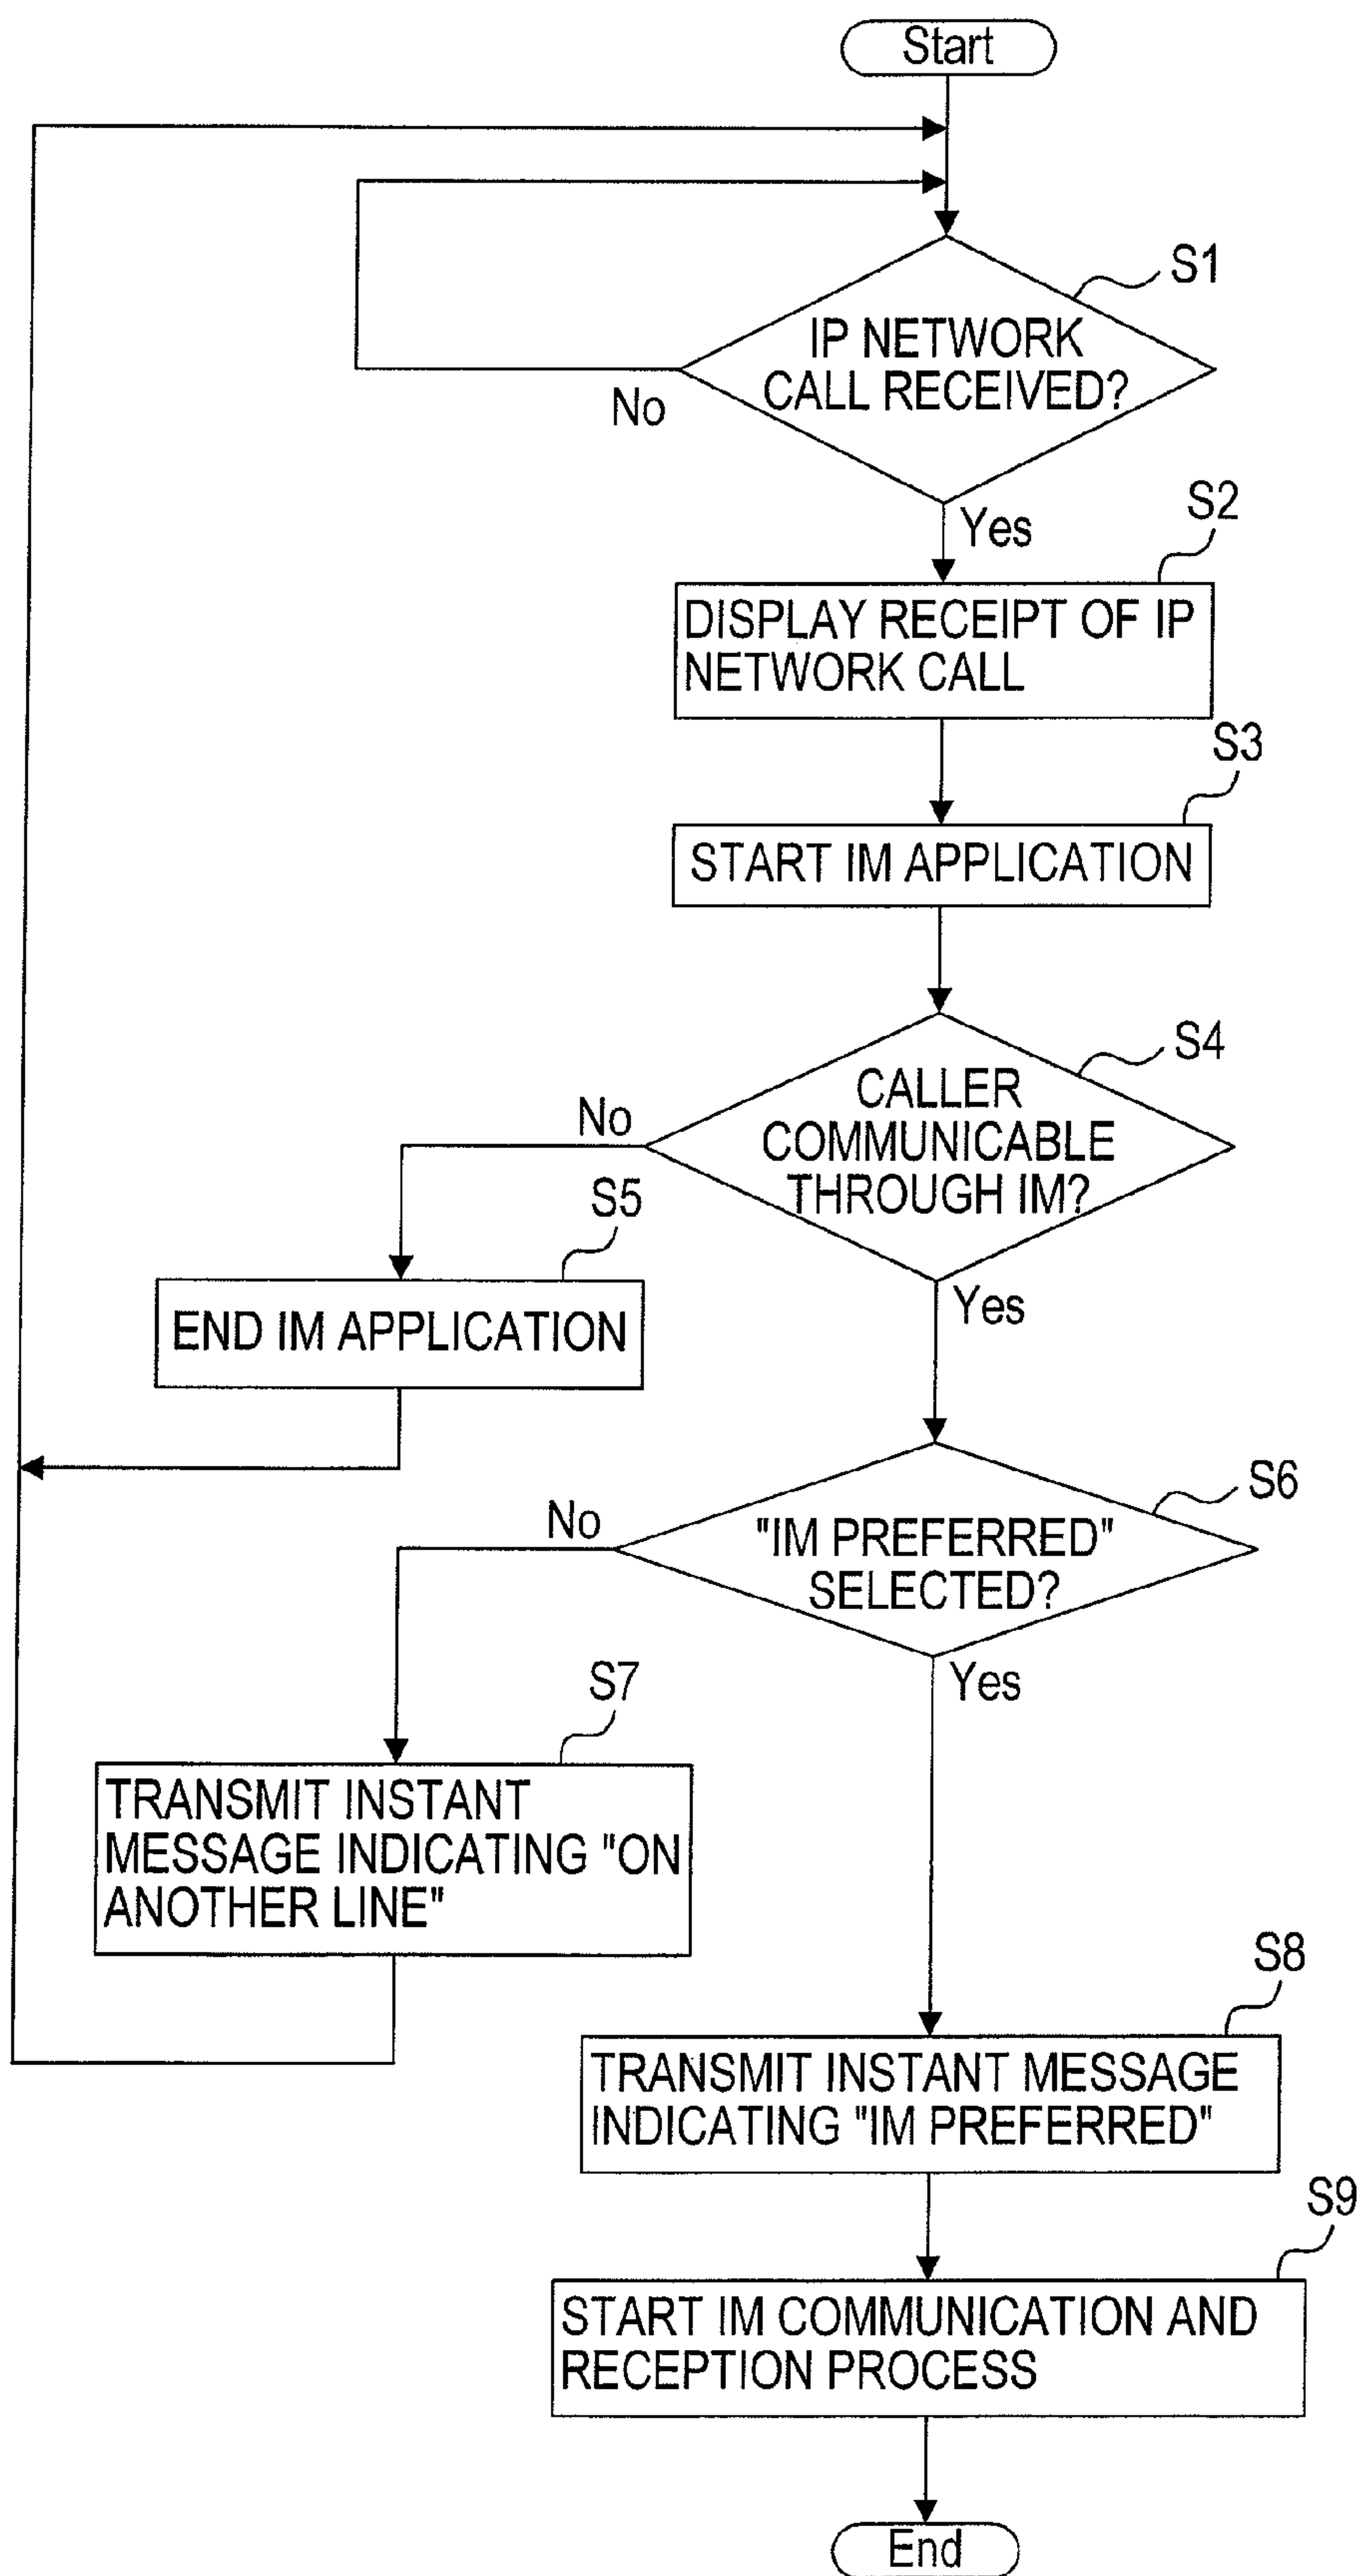 Start
S1
IP NETWORK
CALL RECEIVED?
No
Yes
S2
DISPLAY RECEIPT OF IP
NETWORK CALL
S3
START IM APPLICATION
S4
CALLER
COMMUNICABLE
THROUGH IM?
No
Yes
S5
END IM APPLICATION
S6
"IM PREFERRED"
SELECTED?
No
Yes
S7
TRANSMIT INSTANT
MESSAGE INDICATING "ON
ANOTHER LINE"
S8
TRANSMIT INSTANT MESSAGE
INDICATING "IM PREFERRED"
S9
START IM COMMUNICATION AND
RECEPTION PROCESS
End